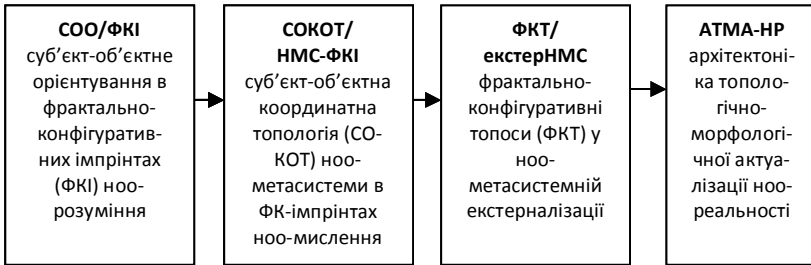 СОО/ФКІ
суб’єкт-об’єктне
орієнтування в
фрактально-
конфігуратив-
них імпрінтах
(ФКІ) ноо-
розуміння
СОКОТ/
НМС-ФКІ
суб’єкт-об’єктна
координатна
топологія (СО-
КОТ) ноо-
метасистеми в
ФК-імпрінтах
ноо-мислення
ФКТ/
екстерНМС
фрактально-
конфігуративні
топоси (ФКТ) у
ноо-
метасистемній
екстерналізації
АТМА-НР
архітектоні-
ка тополо-
гічно-
морфологі-
чної актуа-
лізації ноо-
реальності